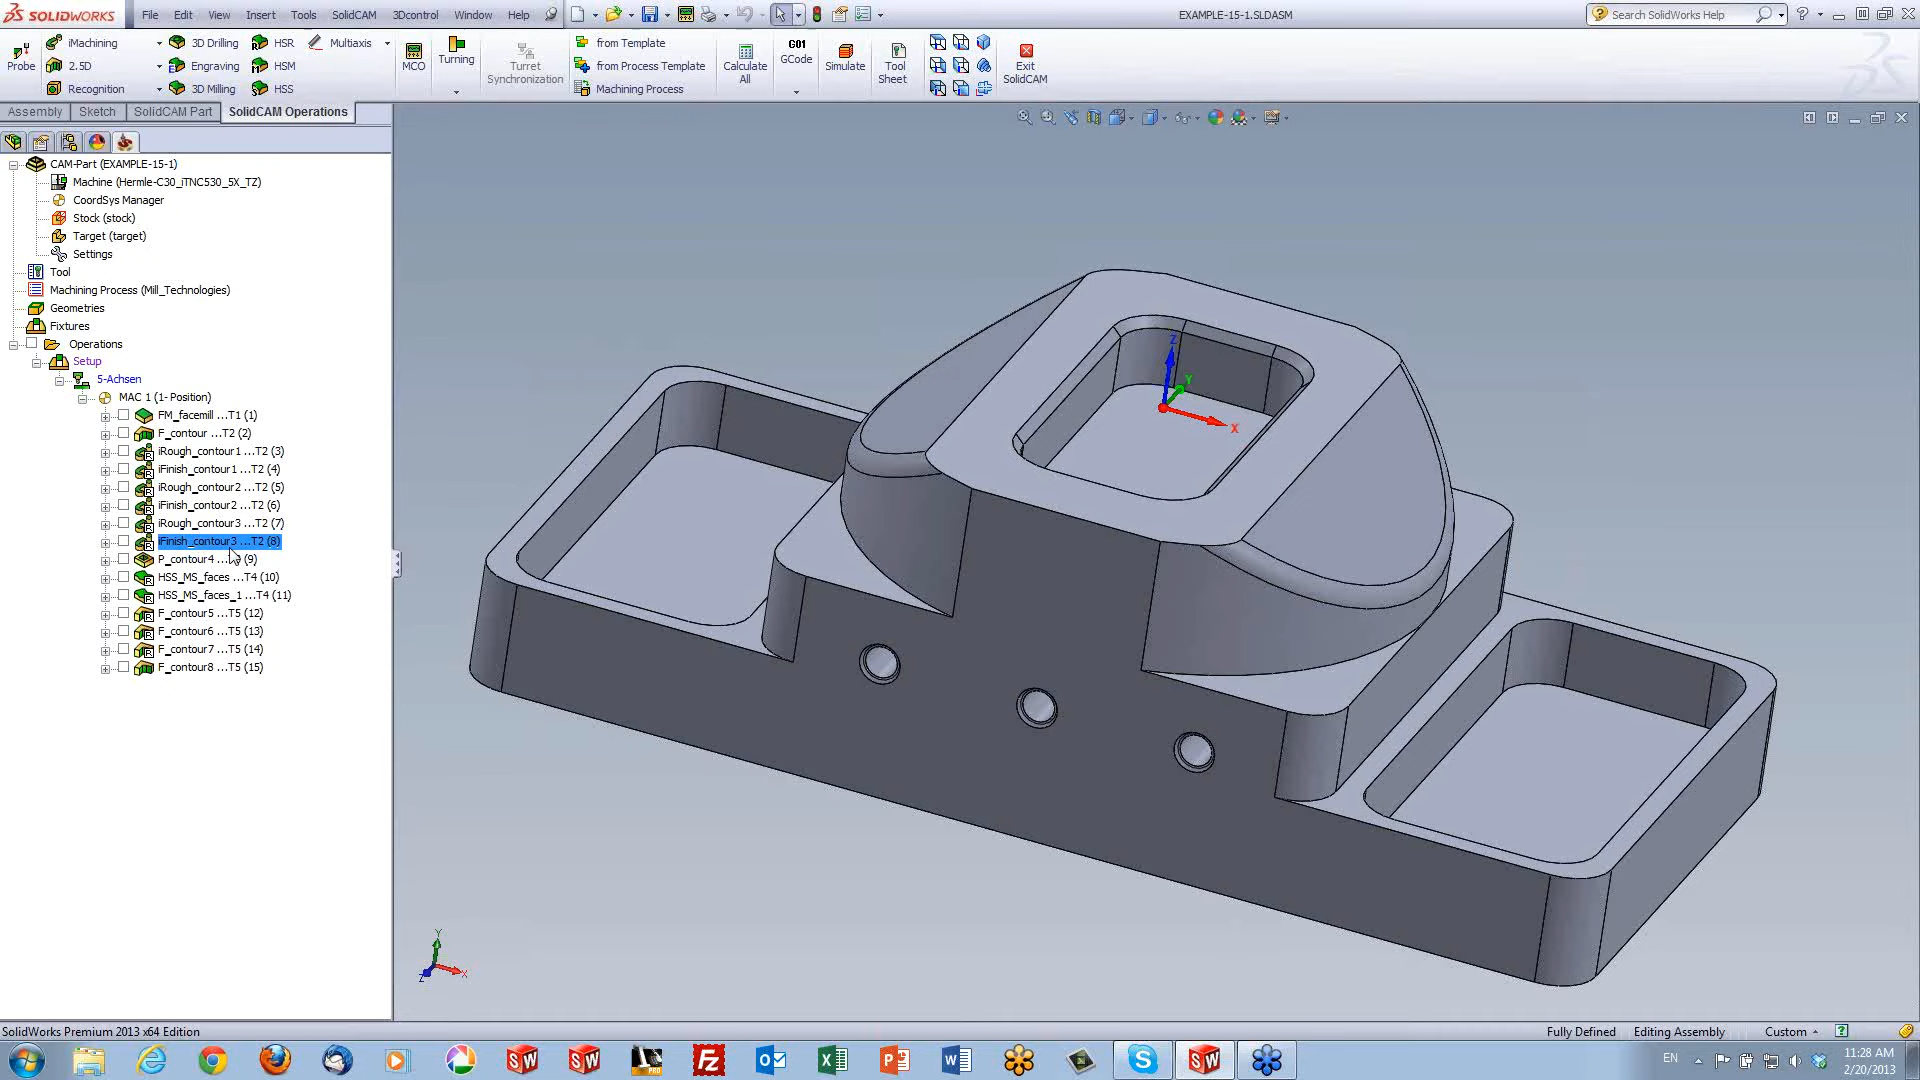 SOLIDWORKS File Edit View Insert Tools SolidCAM 3Dcontrol Window Help EXAMPLE-15-1.SLDASM Search SolidWorks Help
Probe
iMachining
2.5D
Recognition
3D Drilling
Engraving
3D Milling
HSR
HSM
HSS
Multiaxis
MCO
Turning
Turret
Synchronization
from Template
from Process Template
Machining Process
Calculate
All
G01
GCode
Simulate
Tool
Sheet
Exit
SolidCAM
Assembly Sketch SolidCAM Part SolidCAM Operations
CAM-Part (EXAMPLE-15-1)
Machine (Hermle-C30_iTNC530_5X_TZ)
CoordSys Manager
Stock (stock)
Target (target)
Settings
Tool
Machining Process (Mill_Technologies)
Geometries
Fixtures
Operations
Setup
5-Achsen
MAC 1 (1- Position)
FM_facemill ...T1 (1)
F_contour ...T2 (2)
iRough_contour1 ...T2 (3)
iFinish_contour1 ...T2 (4)
iRough_contour2 ...T2 (5)
iFinish_contour2 ...T2 (6)
iRough_contour3 ...T2 (7)
iFinish_contour3 ...T2 (8)
P_contour4 ... (9)
HSS_MS_faces ...T4 (10)
HSS_MS_faces_1 ...T4 (11)
F_contour5 ...T5 (12)
F_contour6 ...T5 (13)
F_contour7 ...T5 (14)
F_contour8 ...T5 (15)
Z
Y
X
Y
X
Z
SolidWorks Premium 2013 x64 Edition Fully Defined Editing Assembly Custom
EN
11:28 AM
2/20/2013